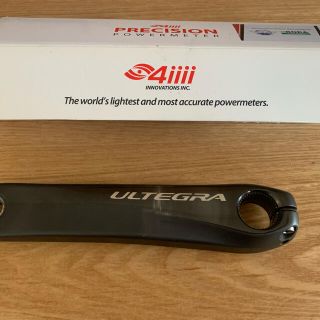 PRECISION
POWERMETER
4iiii
INNOVATIONS INC.
The world's lightest and most accurate powermeters.
ULTEGRA